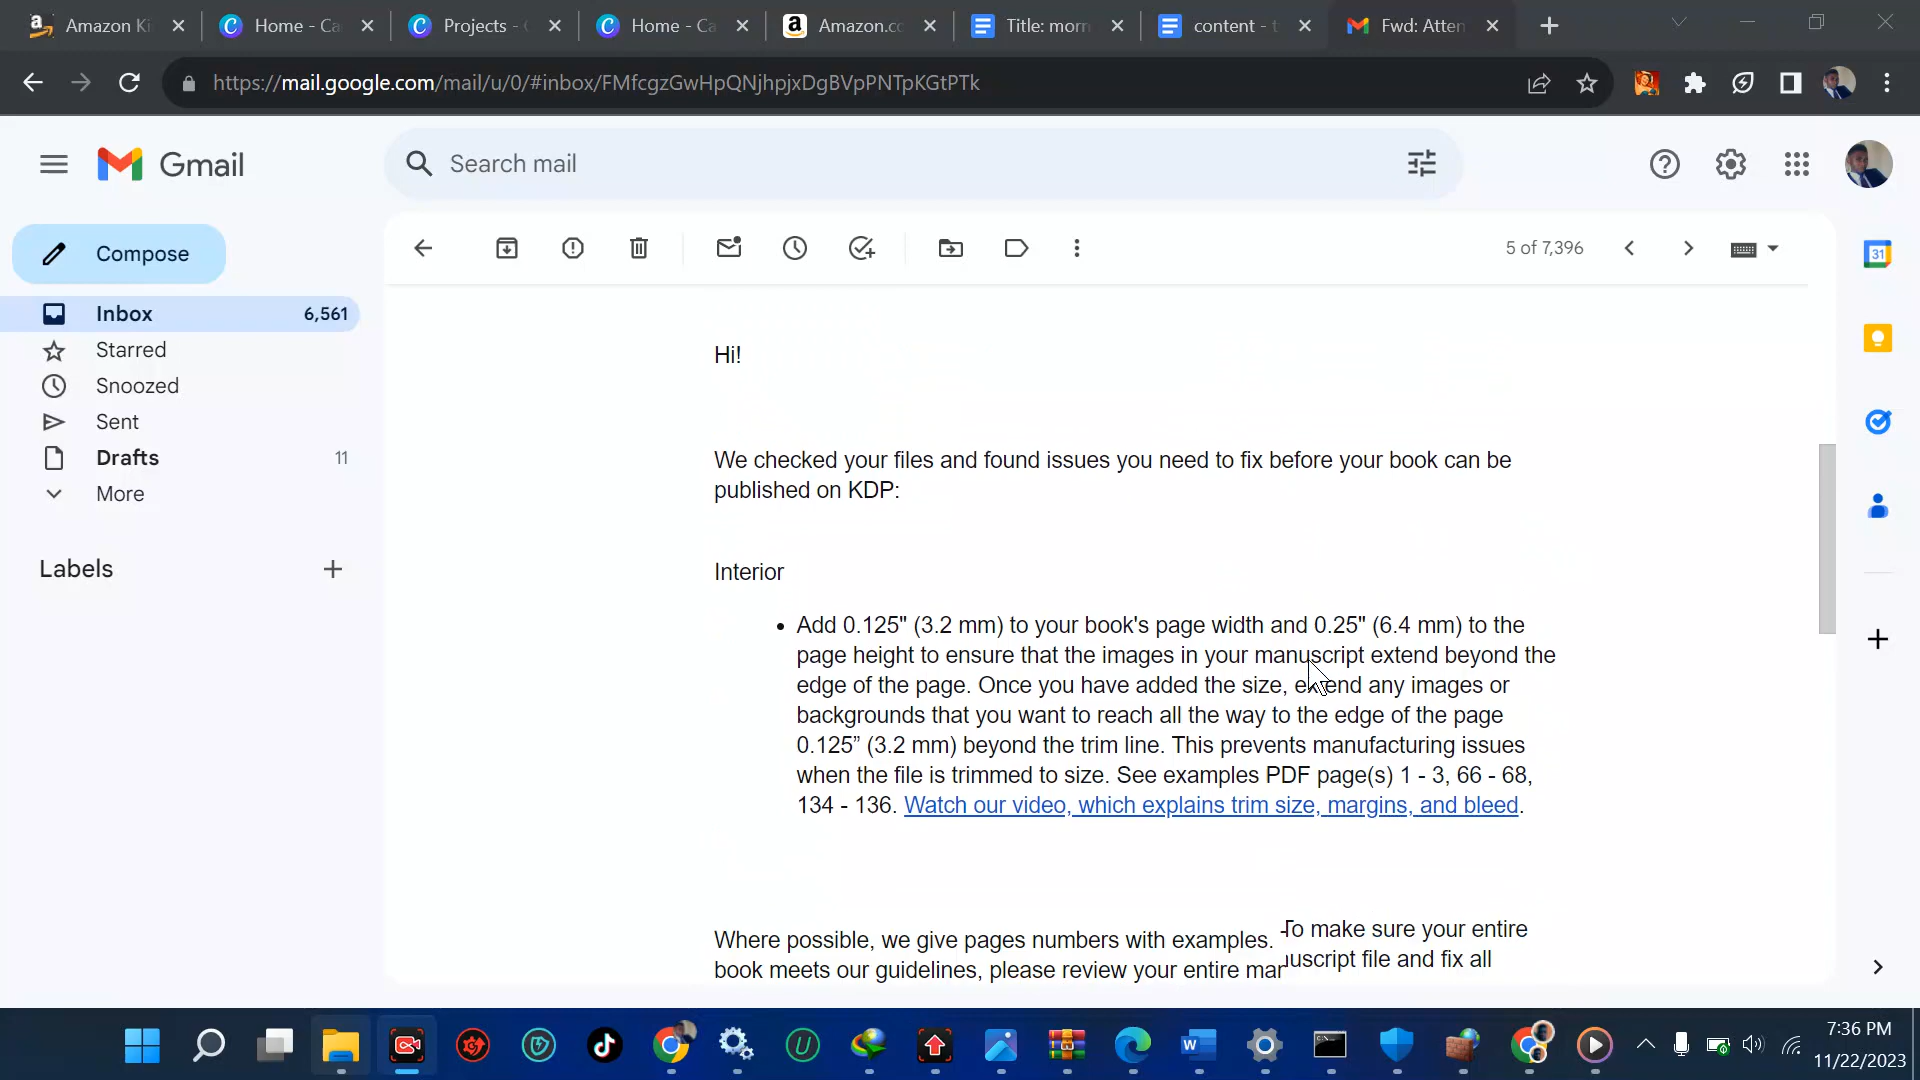 Amazon Ki
Home - Ca
Projects - C
Home - Ca
Amazon.co
Title: morn
content - t
Fwd: Atten
https://mail.google.com/mail/u/0/#inbox/FMfcgzGwHpQNjhpjxDgBVpPNTpKGtPTk
Gmail
Search mail
Compose
5 of 7,396
31
Inbox 6,561
Starred
Snoozed
Sent
Drafts 11
More
Labels
Hi!
We checked your files and found issues you need to fix before your book can be
published on KDP:
Interior
• Add 0.125" (3.2 mm) to your book's page width and 0.25" (6.4 mm) to the
page height to ensure that the images in your manuscript extend beyond the
edge of the page. Once you have added the size, extend any images or
backgrounds that you want to reach all the way to the edge of the page
0.125” (3.2 mm) beyond the trim line. This prevents manufacturing issues
when the file is trimmed to size. See examples PDF page(s) 1 - 3, 66 - 68,
134 - 136. Watch our video, which explains trim size, margins, and bleed.
Where possible, we give pages numbers with examples. To make sure your entire
book meets our guidelines, please review your entire manuscript file and fix all
7:36 PM
11/22/2023